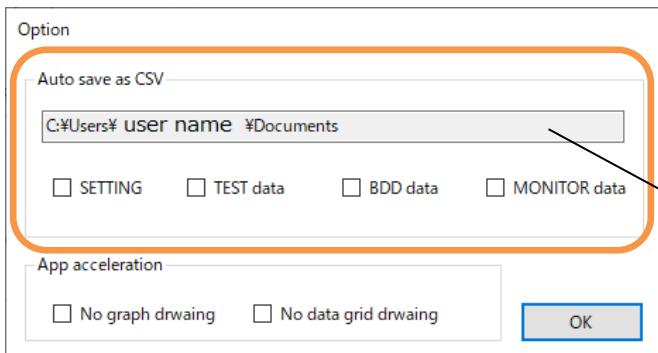 Option
Auto save as CSV
C:¥Users¥ user name ¥Documents
SETTING TEST data BDD data MONITOR data
App acceleration
No graph drwaing No data grid drwaing OK